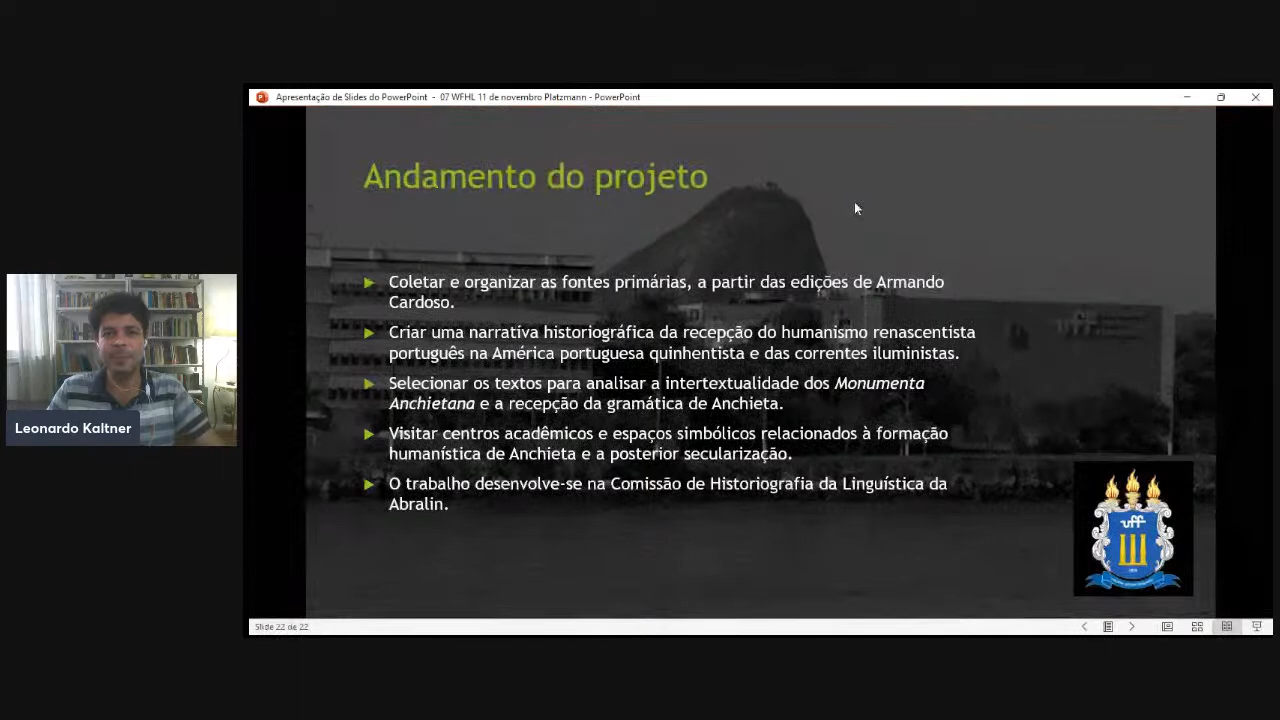 Apresentação de Slides do PowerPoint - 07 WFHL 11 de novembro Platzmann - PowerPoint
Andamento do projeto
Coletar e organizar as fontes primárias, a partir das edições de Armando
Cardoso.
Criar uma narrativa historiográfica da recepção do humanismo renascentista
português na América portuguesa quinhentista e das correntes iluministas.
Selecionar os textos para analisar a intertextualidade dos Monumenta
Anchietana e a recepção da gramática de Anchieta.
Visitar centros acadêmicos e espaços simbólicos relacionados à formação
humanística de Anchieta e a posterior secularização.
O trabalho desenvolve-se na Comissão de Historiografia da Linguística da
Abralin.
Leonardo Kaltner
uff
Slide 22 de 22